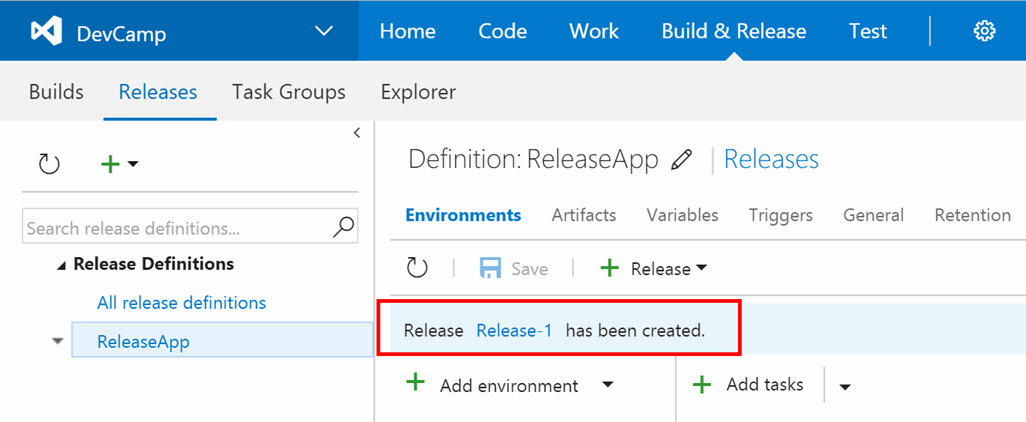 DevCamp Home Code Work Build & Release Test
Builds Releases Task Groups Explorer
Definition: ReleaseApp | Releases
Environments Artifacts Variables Triggers General Retention
Search release definitions...
Release Definitions
All release definitions
ReleaseApp
Save + Release
Release Release-1 has been created.
+ Add environment + Add tasks